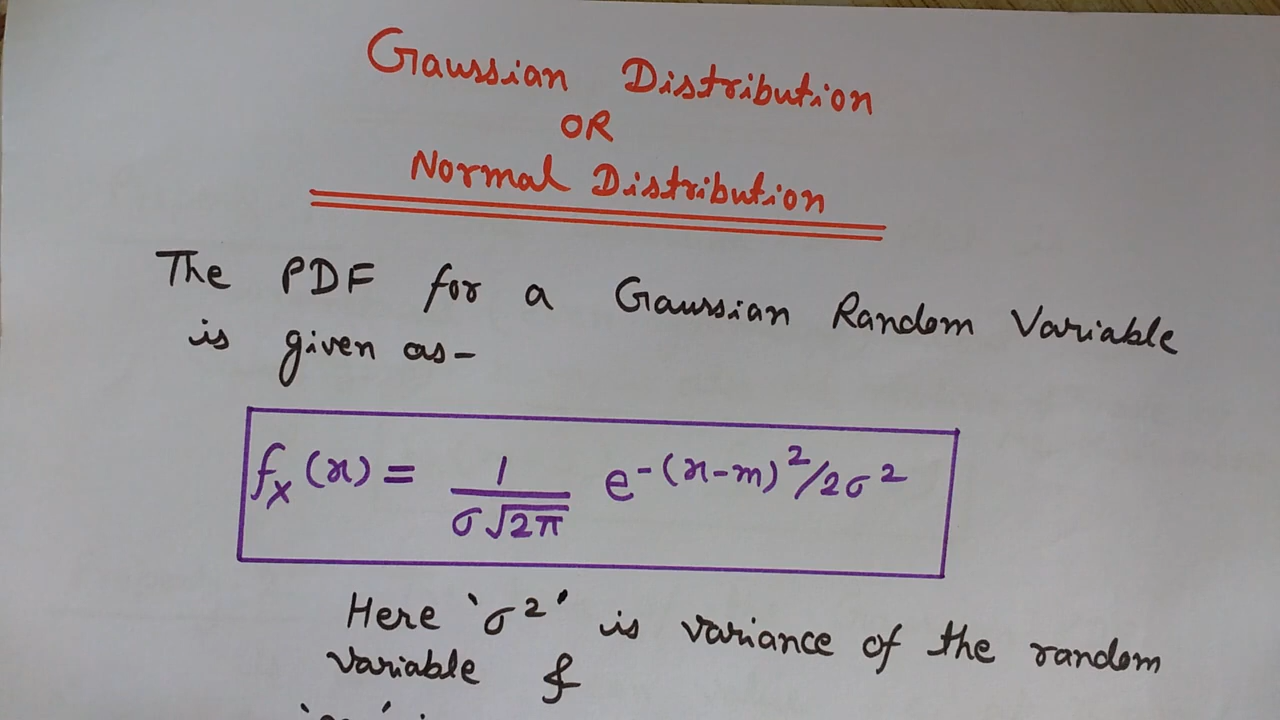 Gaussian Distribution
OR
Normal Distribution
The PDF for a Gaussian Random Variable
is given as-
fₓ(x) = 1/(σ√2π) e-(x-m)²/2σ²
Here 'σ²' is variance of the random
variable &